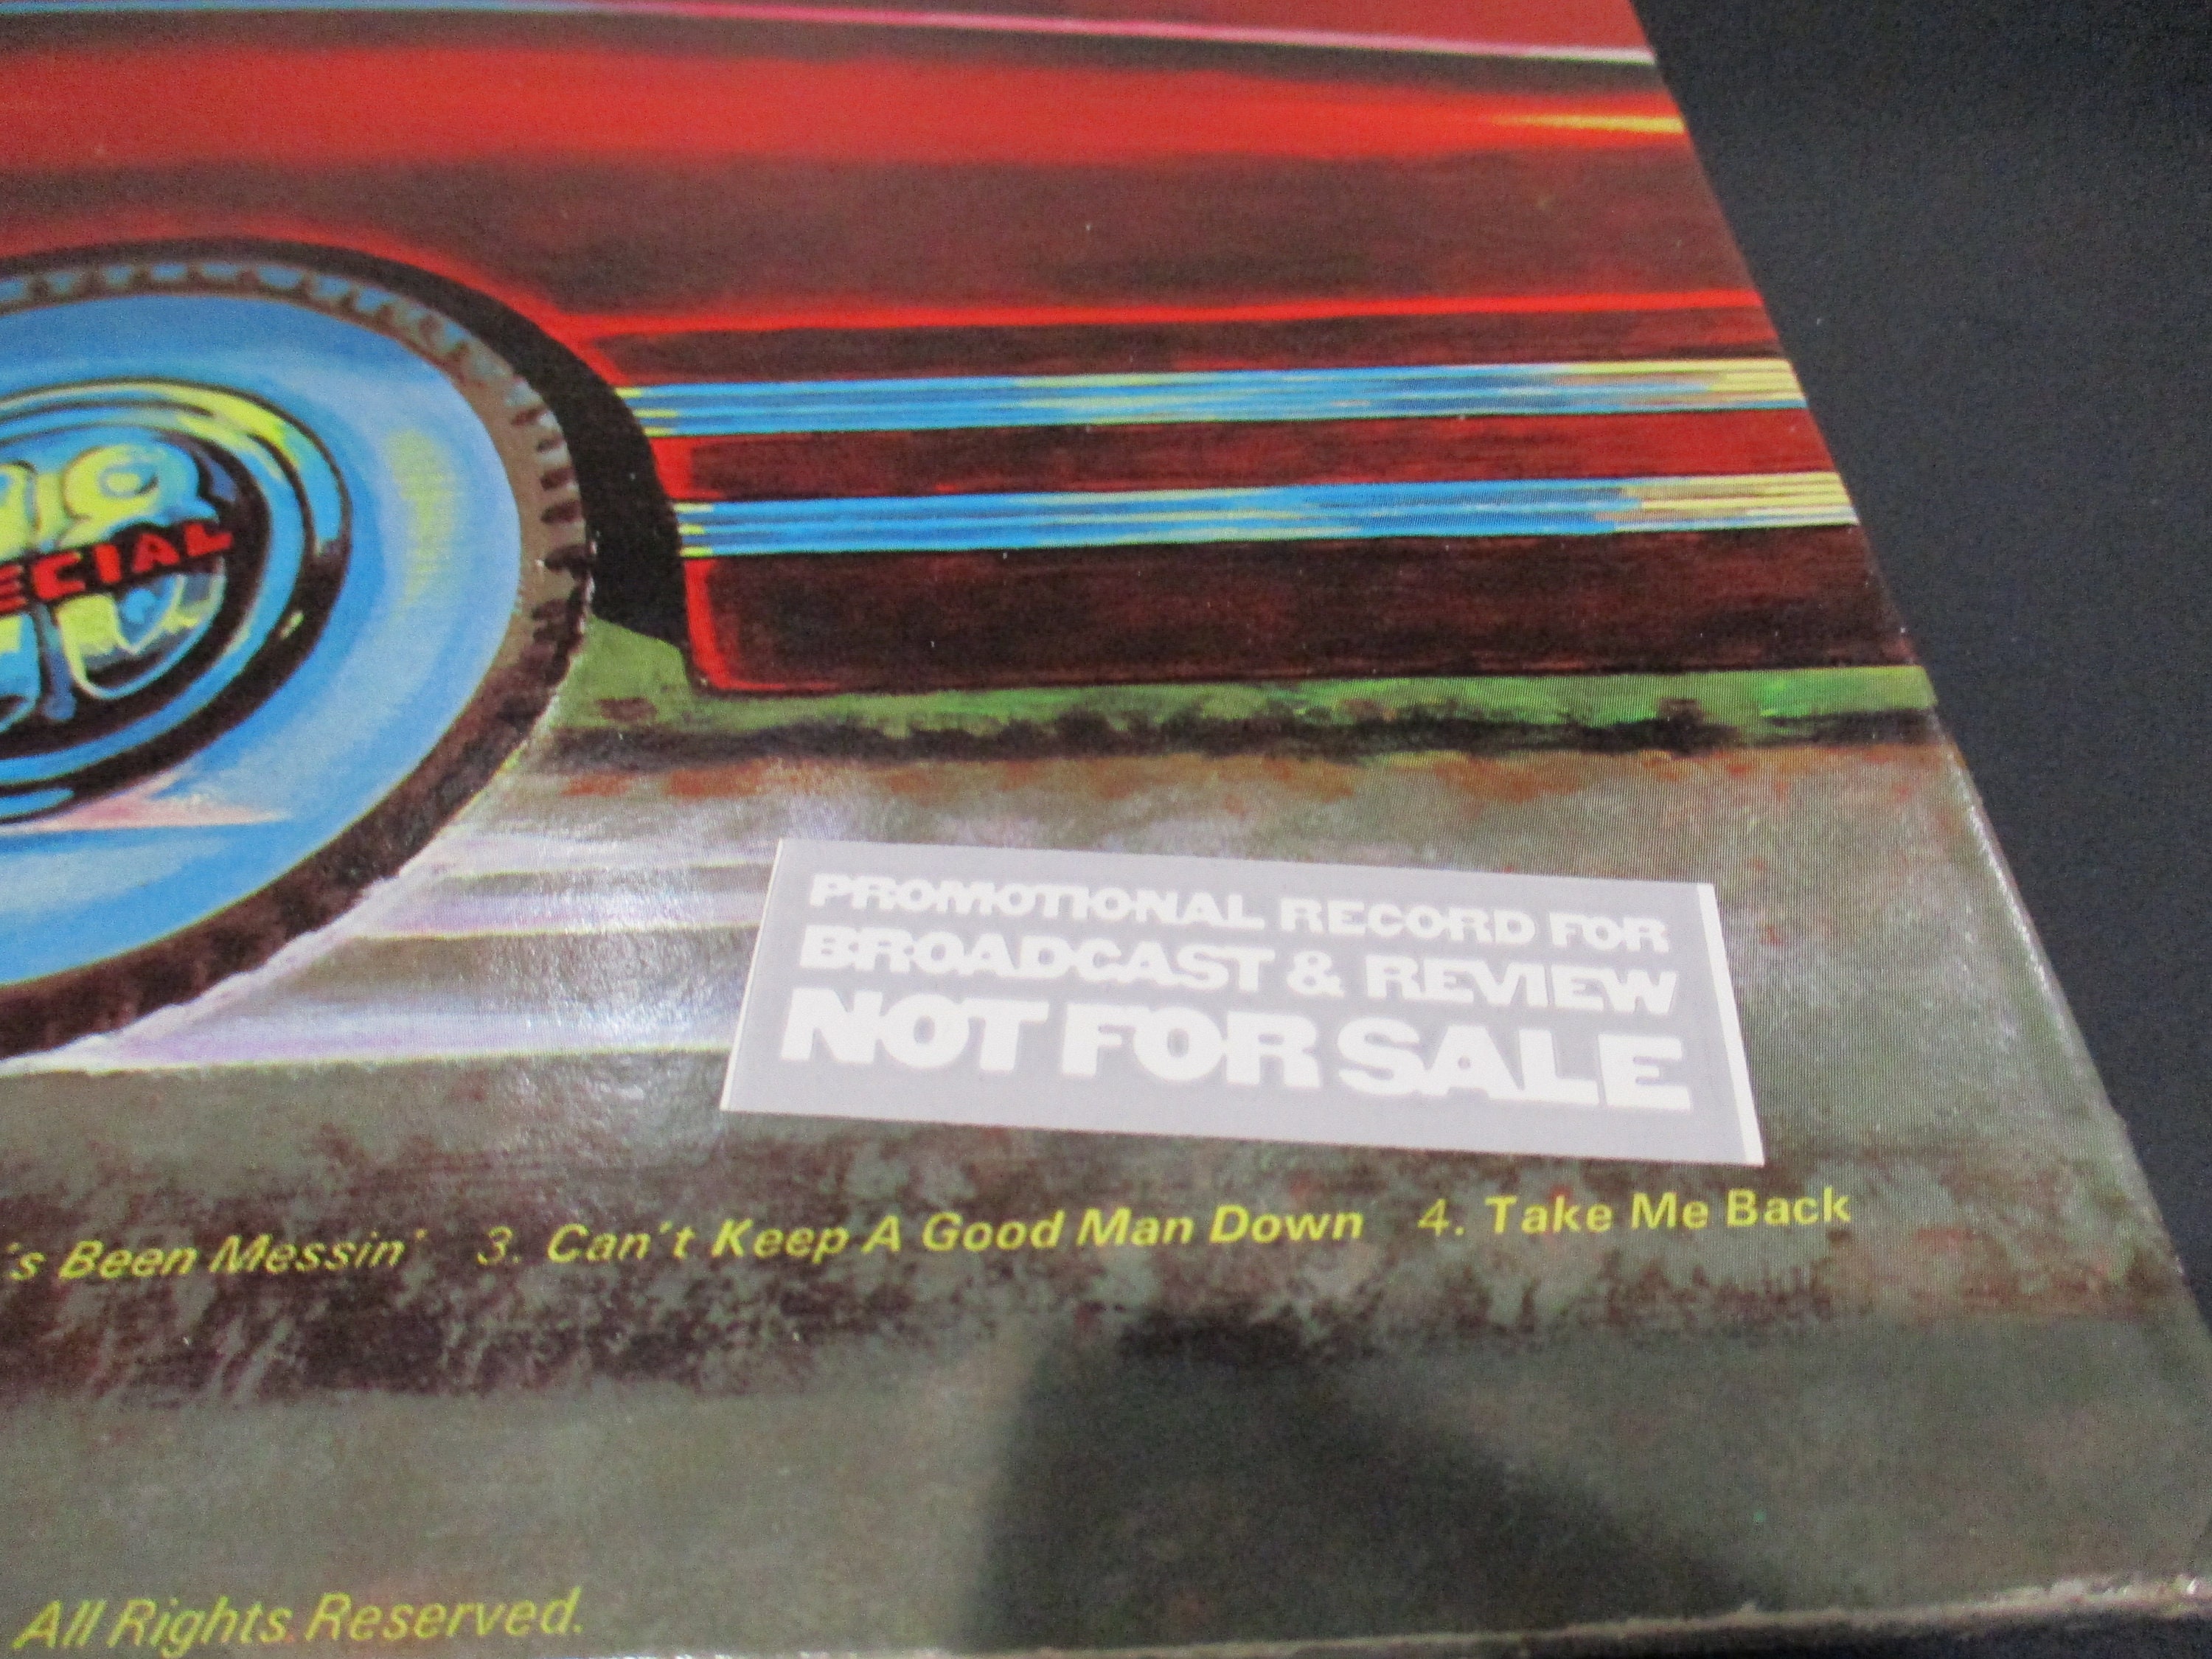 ECIAL
PROMOTIONAL RECORD FOR
BROADCAST & REVIEW
NOT FOR SALE
's Been Messin' 3. Can't Keep A Good Man Down 4. Take Me Back
All Rights Reserved.